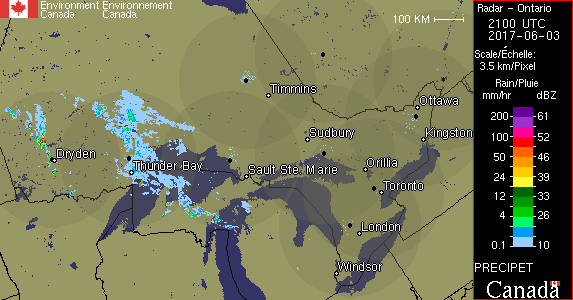 Environment Environnement
Canada Canada
100 KM
Timmins
Ottawa
Sudbury
Kingston
Dryden
Thunder Bay
Sault Ste. Marie
Orillia
Toronto
London
Windsor
Radar - Ontario
2100 UTC
2017-06-03
Scale/Échelle:
3.5 km/Pixel
Rain/Pluie
mm/hr dBZ
200 61
100 52
50 46
24 39
12 33
4 26
0.1 10
PRECIPET
Canada